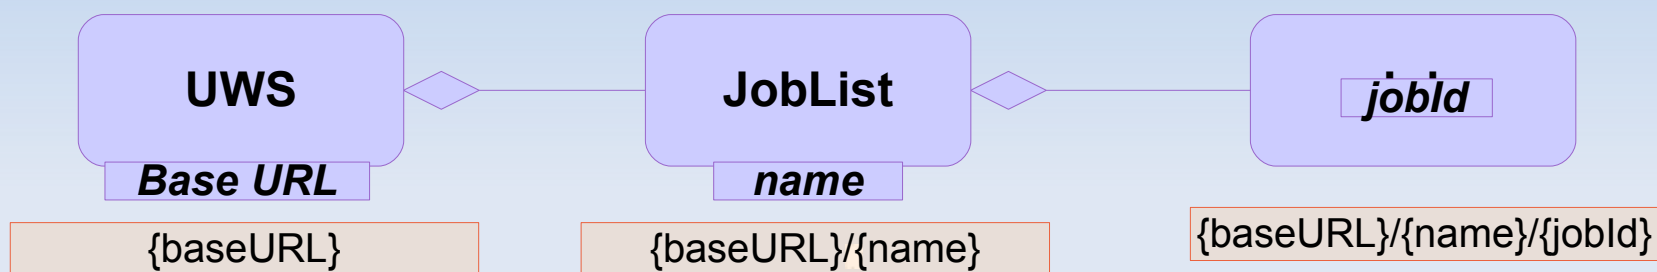 UWS
JobList
jobId
Base URL
name
{baseURL}
{baseURL}/{name}
{baseURL}/{name}/{jobId}